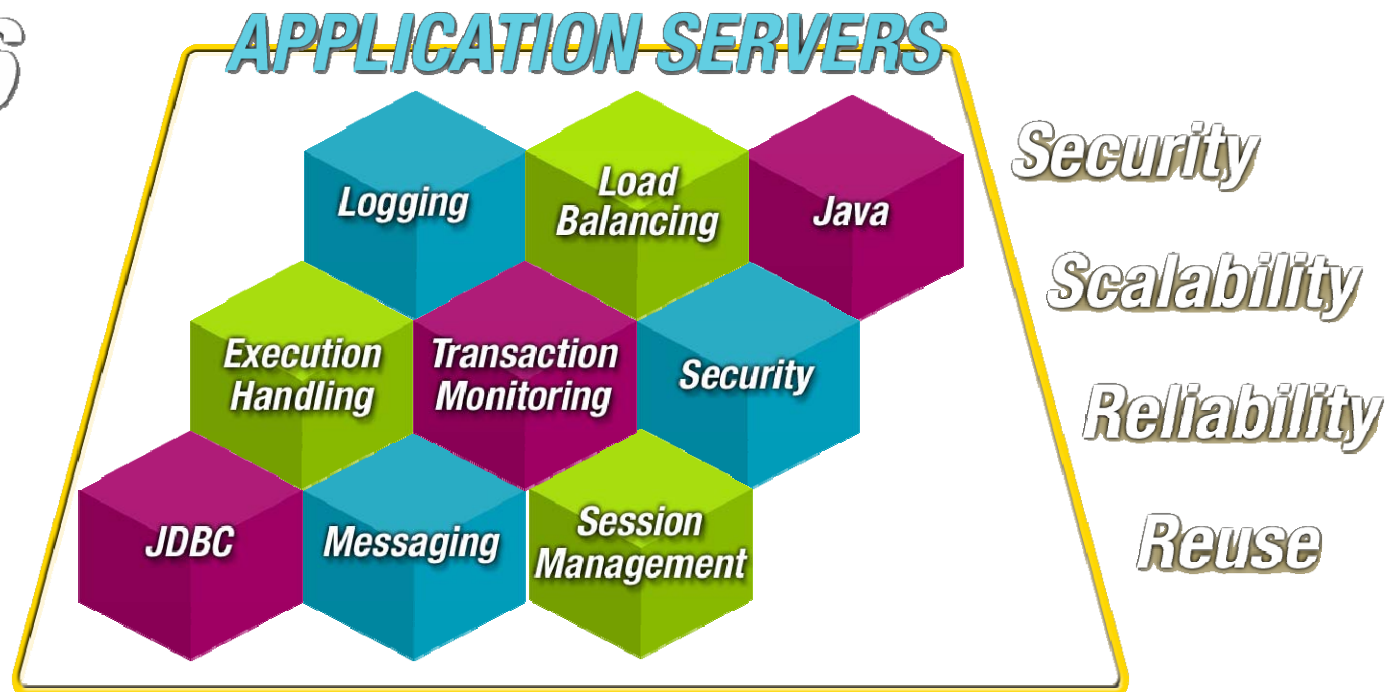 APPLICATION SERVERS
Logging
Load
Balancing
Java
Execution
Handling
Transaction
Monitoring
Security
JDBC
Messaging
Session
Management
Security
Scalability
Reliability
Reuse